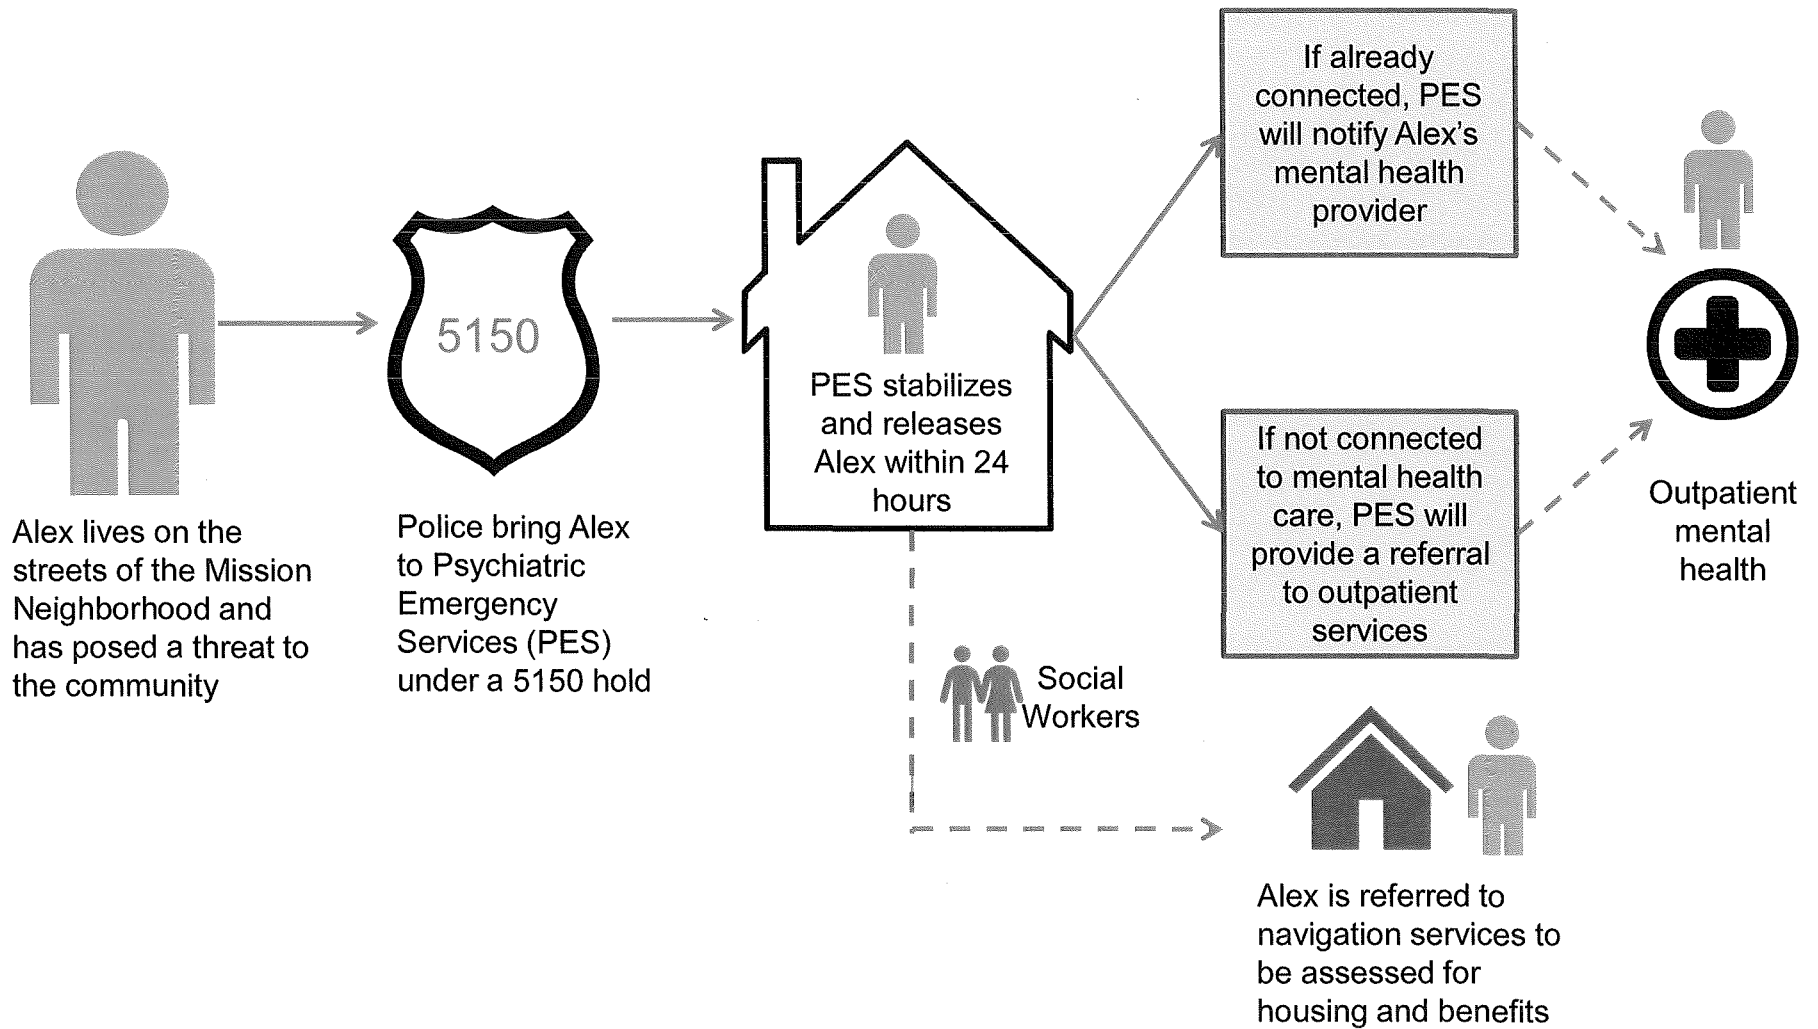 Alex lives on the
streets of the Mission
Neighborhood and
has posed a threat to
the community
5150
Police bring Alex
to Psychiatric
Emergency
Services (PES)
under a 5150 hold
PES stabilizes
and releases
Alex within 24
hours
If already
connected, PES
will notify Alex’s
mental health
provider
If not connected
to mental health
care, PES will
provide a referral
to outpatient
services
Outpatient
mental
health
Social
Workers
Alex is referred to
navigation services to
be assessed for
housing and benefits